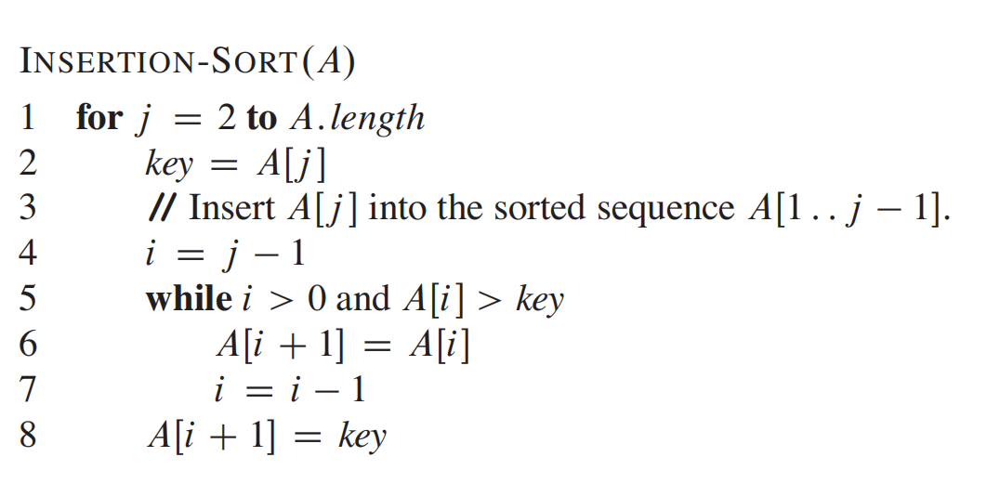 INSERTION-SORT(A)
1 for j = 2 to A.length
2 key = A[j]
3 // Insert A[j] into the sorted sequence A[1 . . j − 1].
4 i = j − 1
5 while i > 0 and A[i] > key
6 A[i + 1] = A[i]
7 i = i − 1
8 A[i + 1] = key